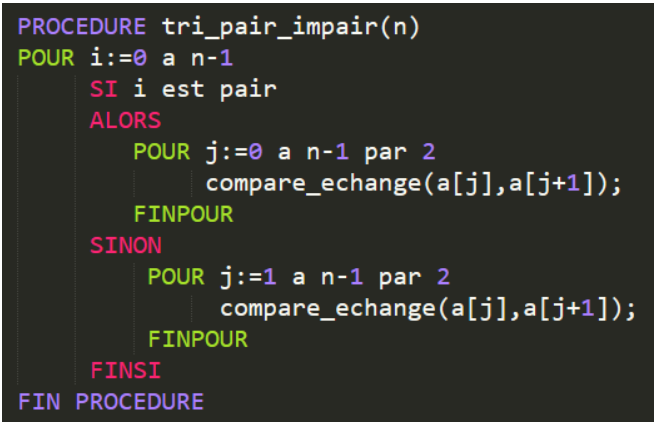 PROCEDURE tri_pair_impair(n)
POUR i:=0 a n-1
SI i est pair
ALORS
POUR j:=0 a n-1 par 2
compare_echange(a[j],a[j+1]);
FINPOUR
SINON
POUR j:=1 a n-1 par 2
compare_echange(a[j],a[j+1]);
FINPOUR
FINSI
FIN PROCEDURE